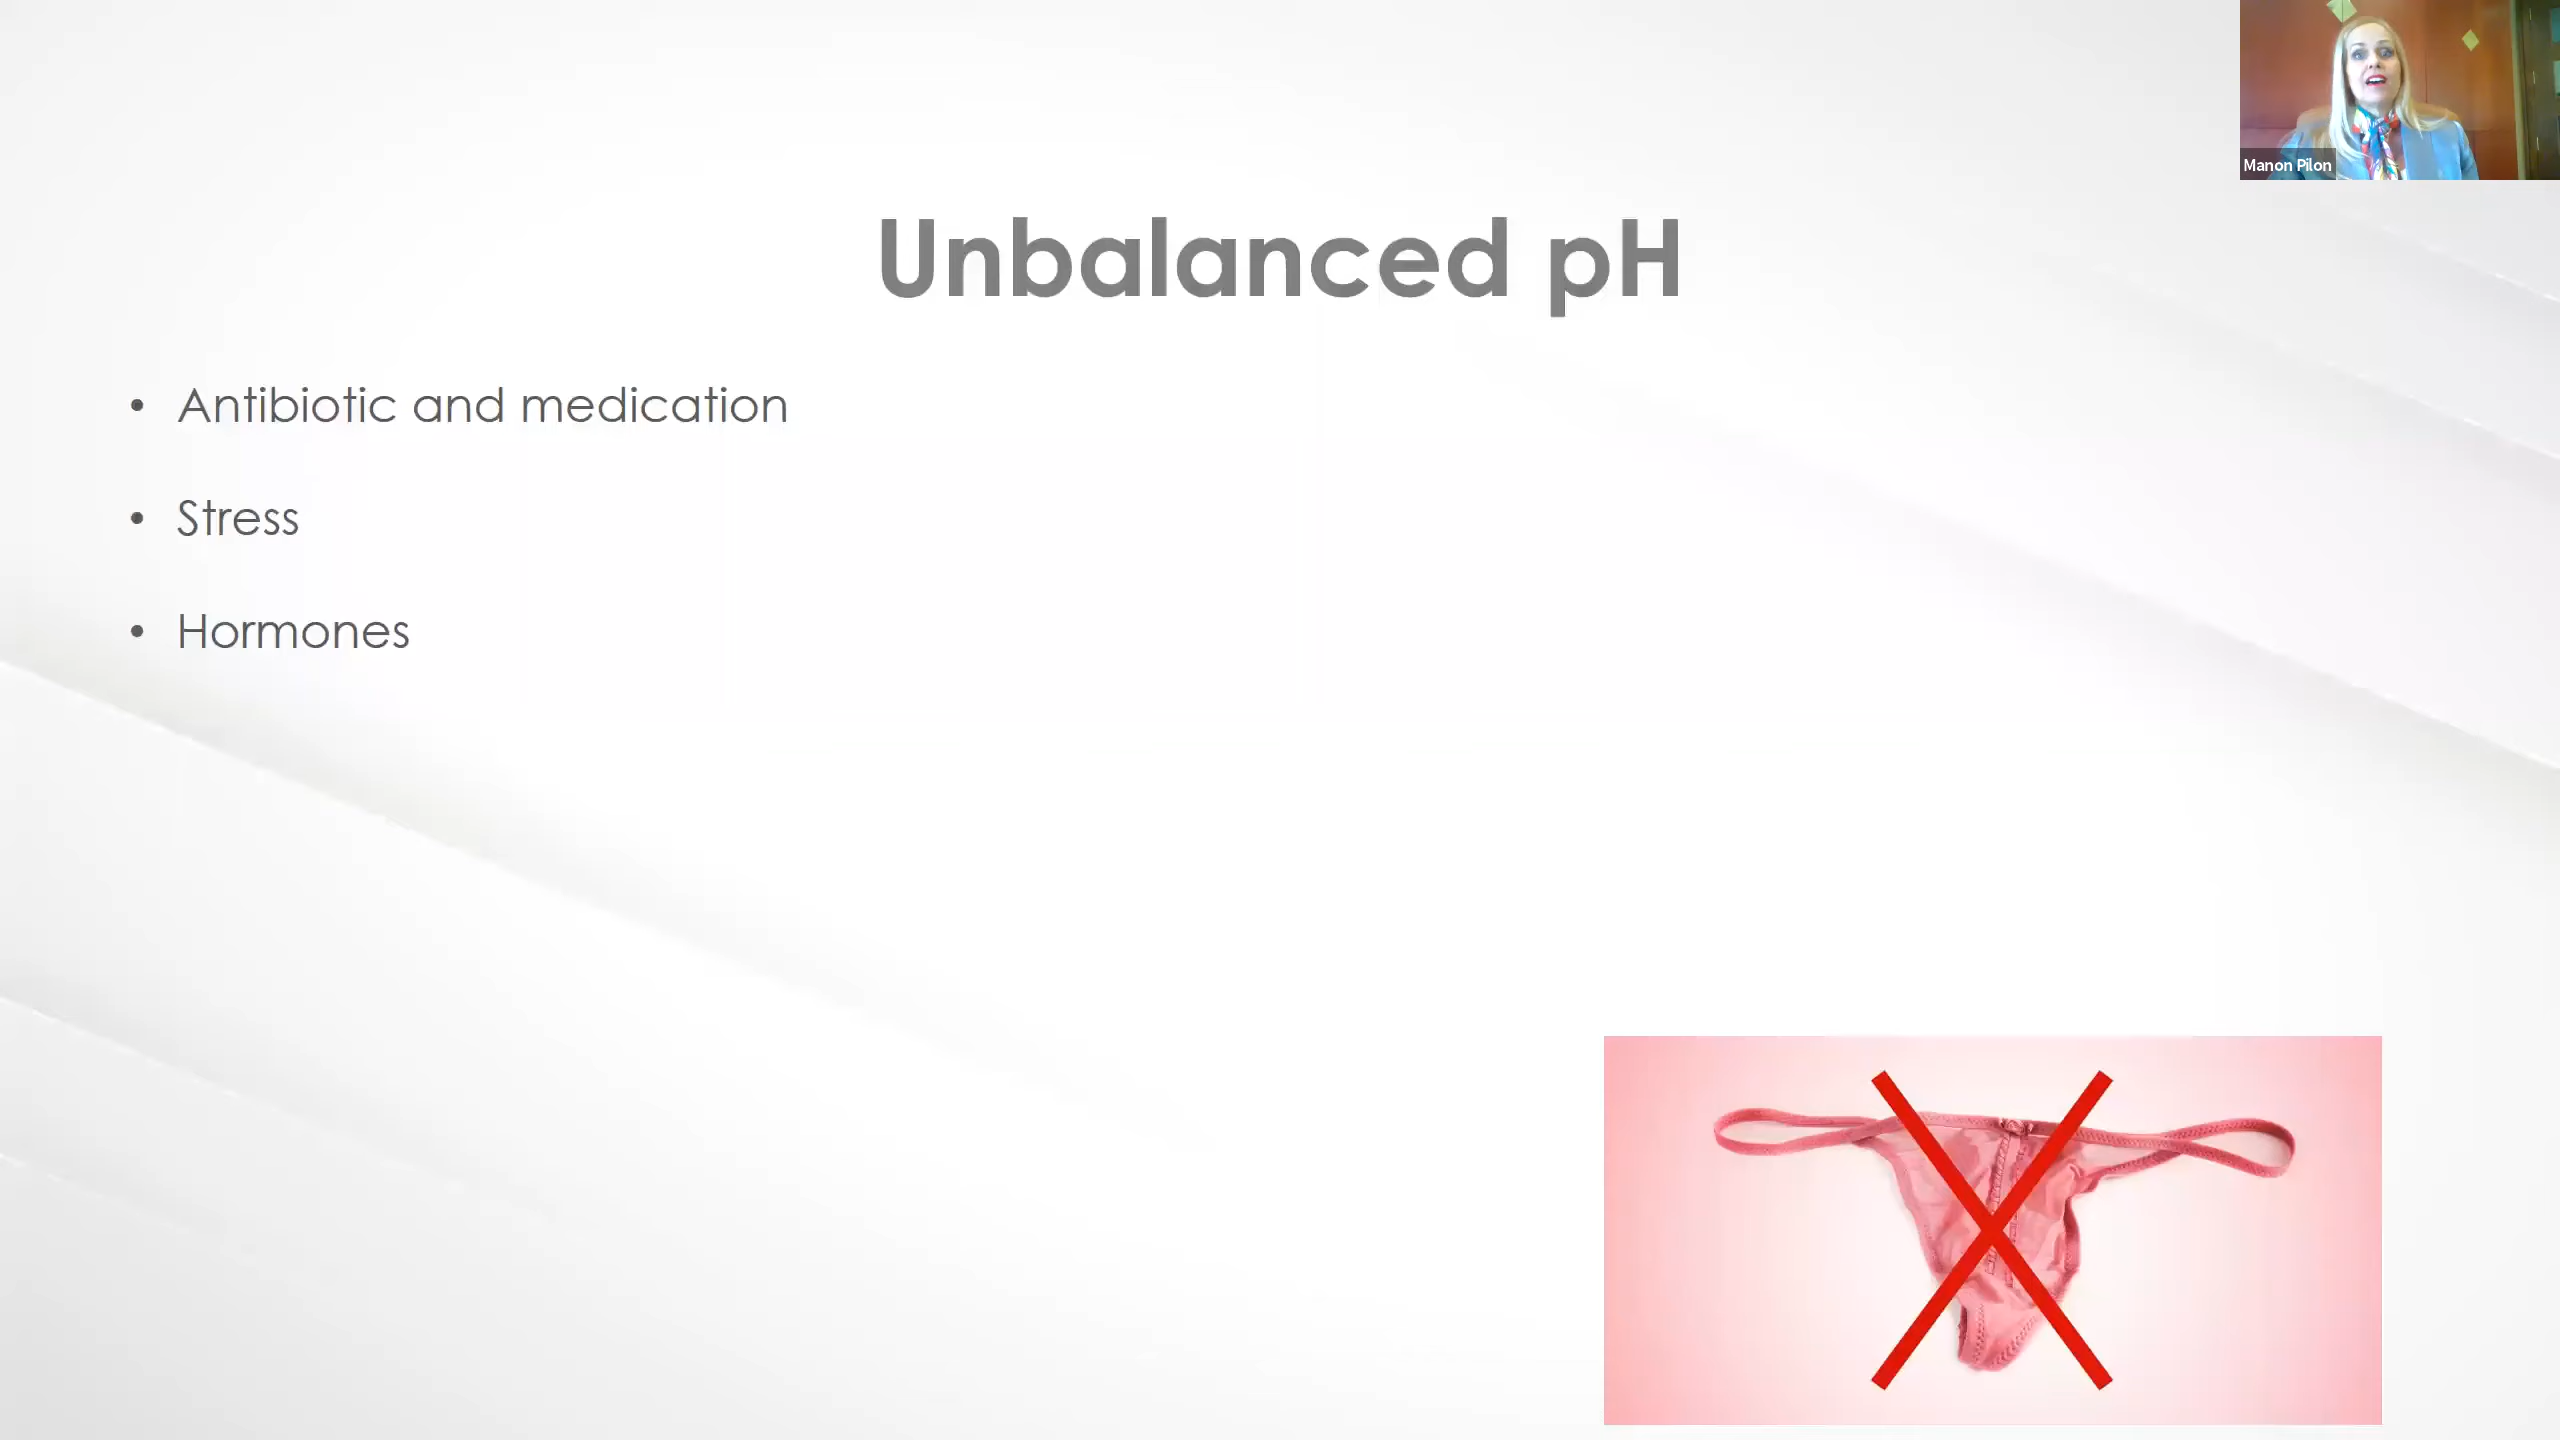 Manon Pilon
Unbalanced pH
• Antibiotic and medication
• Stress
• Hormones